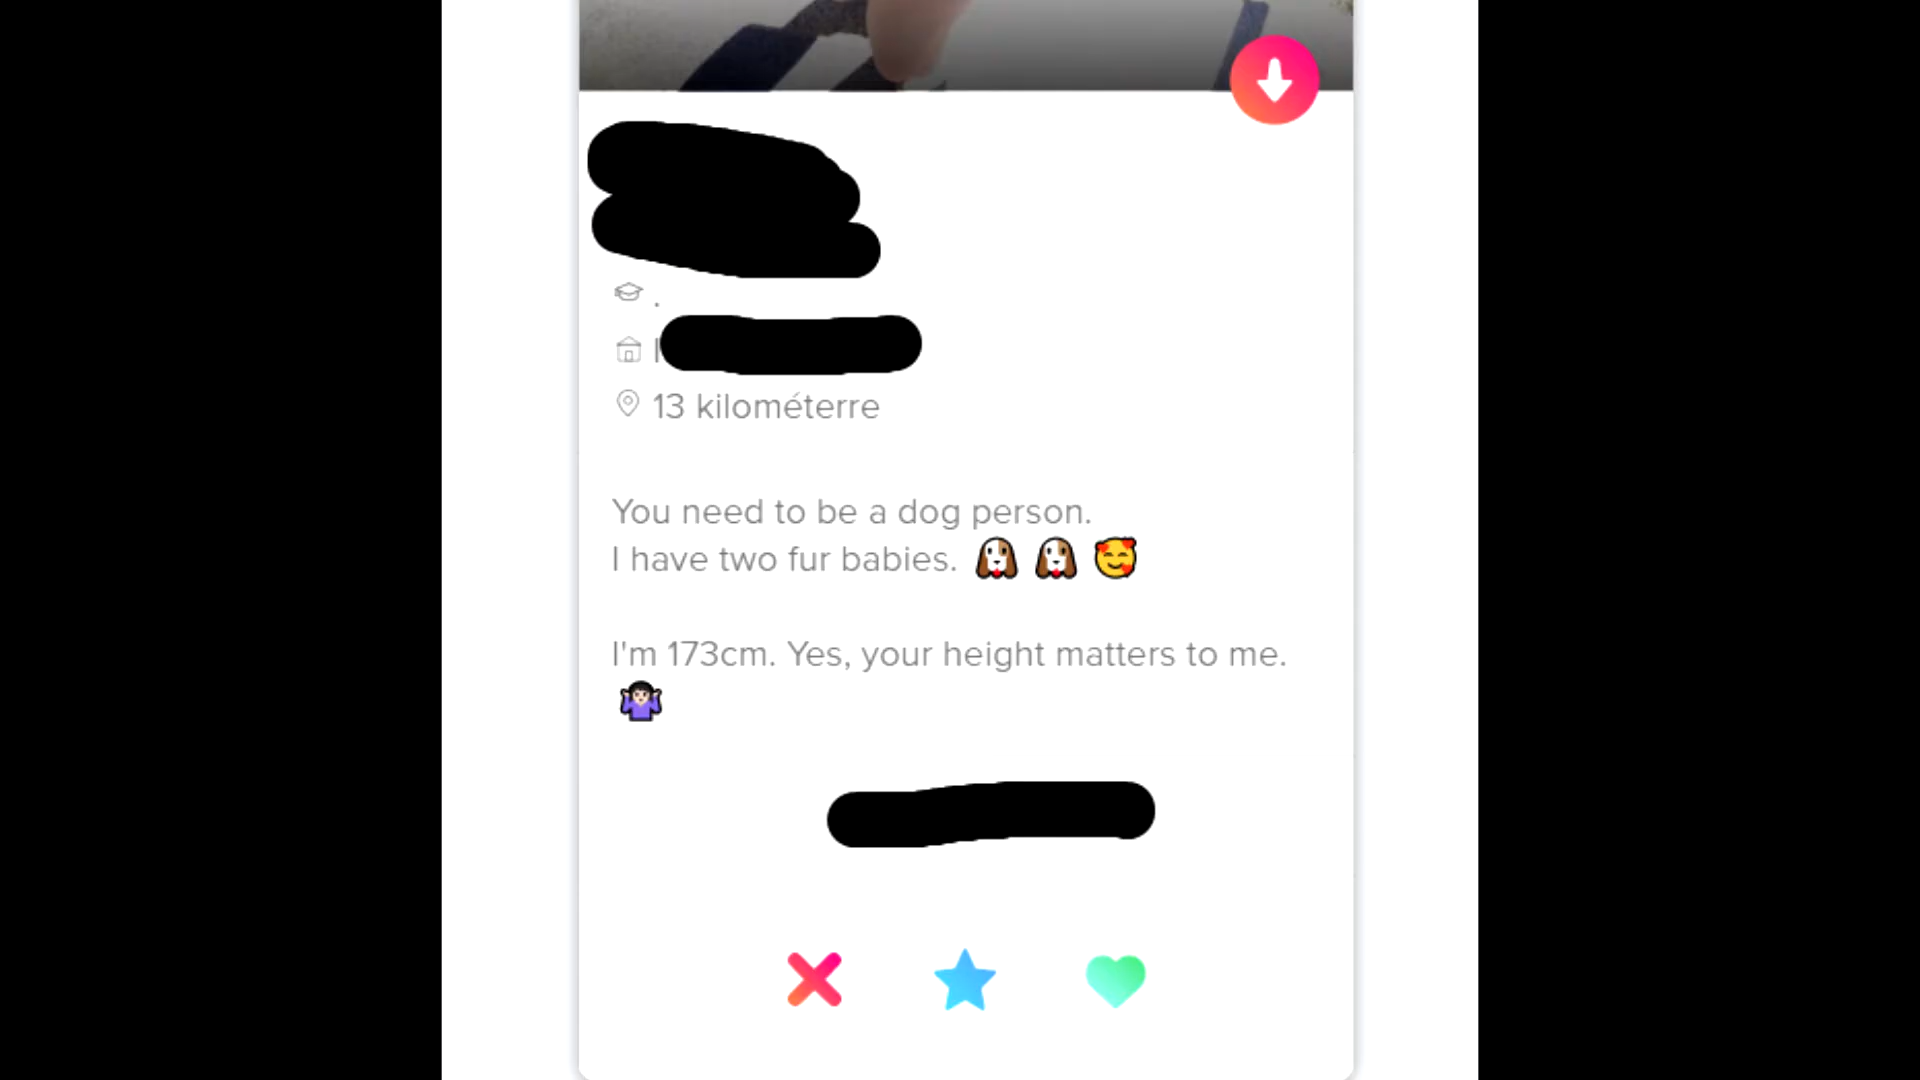 .
13 kilométerre
You need to be a dog person.
I have two fur babies. 🐶 🐶 🥰
I'm 173cm. Yes, your height matters to me.
🤷🏻‍♀️